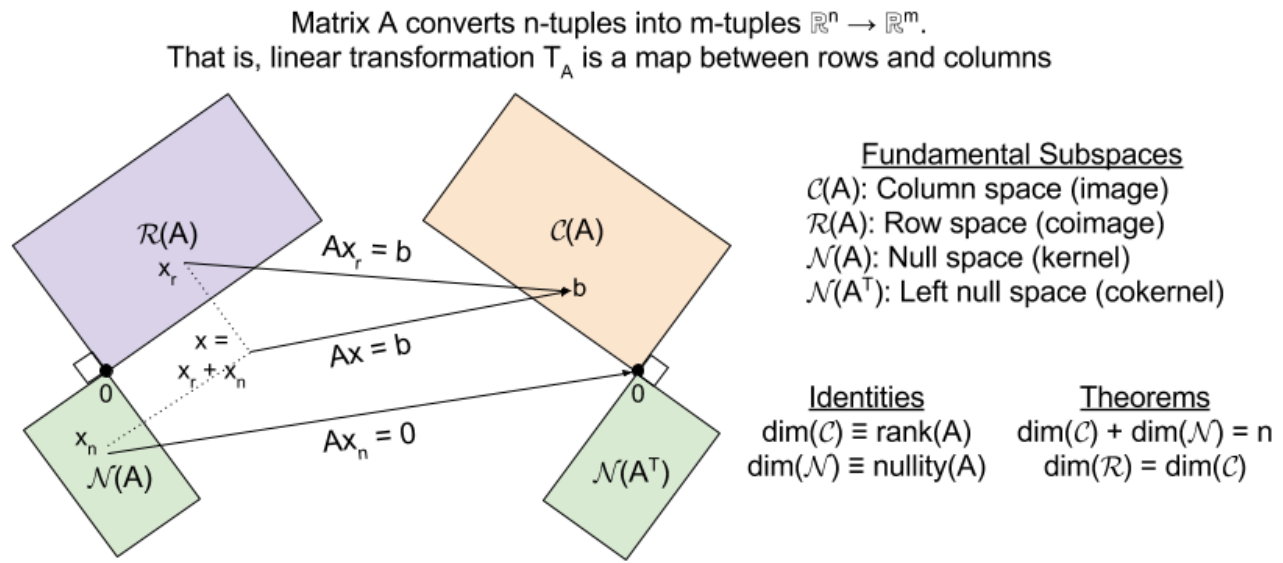 Matrix A converts n-tuples into m-tuples ℝⁿ → ℝᵐ.
That is, linear transformation T_A is a map between rows and columns
ℛ(A)
x_r
Ax_r = b
𝒞(A)
b
x =
x_r + x_n
Ax = b
0
0
x_n
𝒩(A)
Ax_n = 0
𝒩(Aᵀ)
Fundamental Subspaces
𝒞(A): Column space (image)
ℛ(A): Row space (coimage)
𝒩(A): Null space (kernel)
𝒩(Aᵀ): Left null space (cokernel)
Identities
dim(𝒞) ≡ rank(A)
dim(𝒩) ≡ nullity(A)
Theorems
dim(𝒞) + dim(𝒩) = n
dim(ℛ) = dim(𝒞)